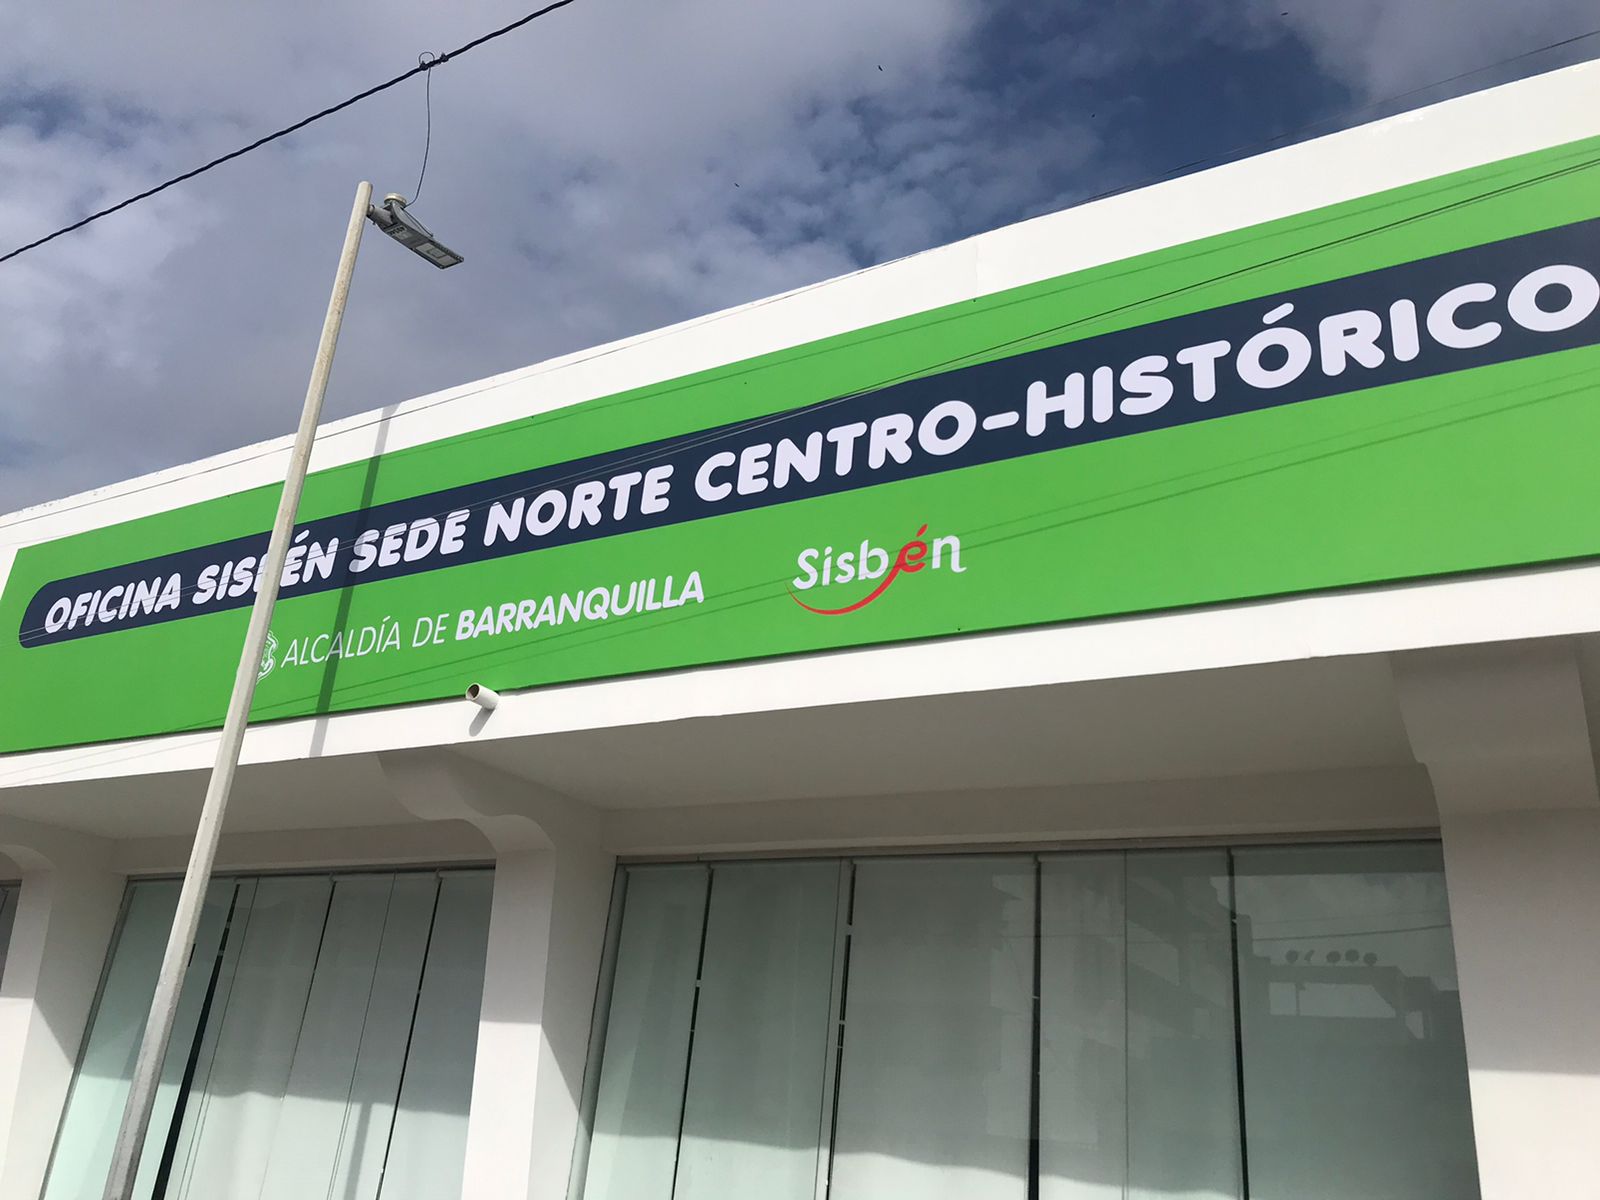 OFICINA SISBÉN SEDE NORTE CENTRO-HISTÓRICO
ALCALDÍA DE BARRANQUILLA
Sisbén